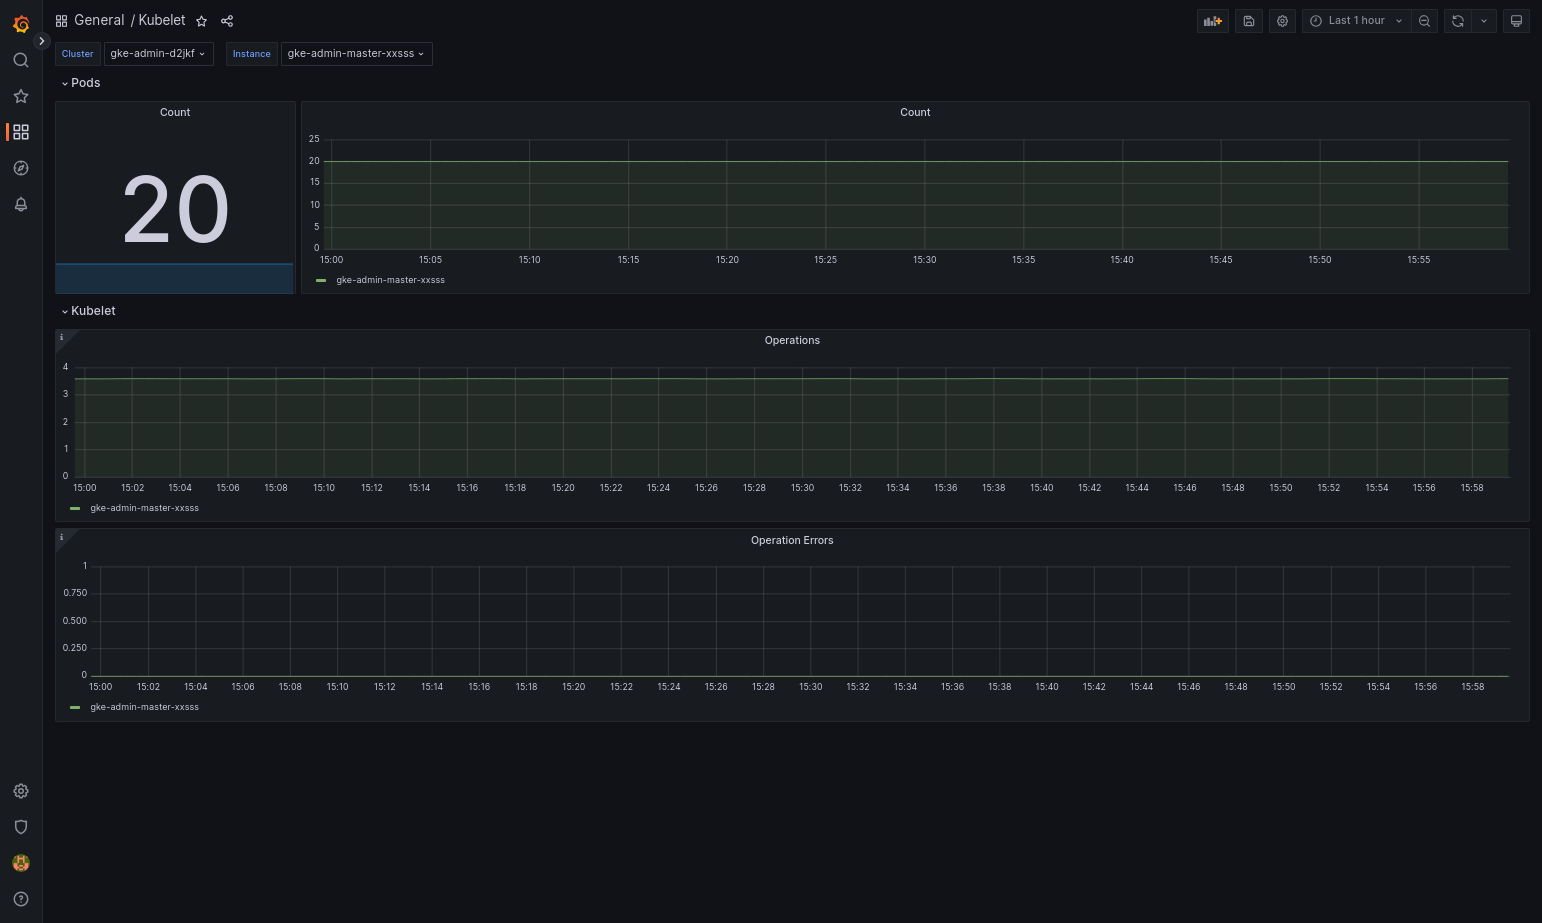 General / Kubelet
Last 1 hour
Cluster gke-admin-d2jkf Instance gke-admin-master-xxsss
Pods
Count
20
Count
25
20
15
10
5
0
15:00 15:05 15:10 15:15 15:20 15:25 15:30 15:35 15:40 15:45 15:50 15:55
gke-admin-master-xxsss
Kubelet
i
Operations
4
3
2
1
0
15:00 15:02 15:04 15:06 15:08 15:10 15:12 15:14 15:16 15:18 15:20 15:22 15:24 15:26 15:28 15:30 15:32 15:34 15:36 15:38 15:40 15:42 15:44 15:46 15:48 15:50 15:52 15:54 15:56 15:58
gke-admin-master-xxsss
i
Operation Errors
1
0.750
0.500
0.250
0
15:00 15:02 15:04 15:06 15:08 15:10 15:12 15:14 15:16 15:18 15:20 15:22 15:24 15:26 15:28 15:30 15:32 15:34 15:36 15:38 15:40 15:42 15:44 15:46 15:48 15:50 15:52 15:54 15:56 15:58
gke-admin-master-xxsss